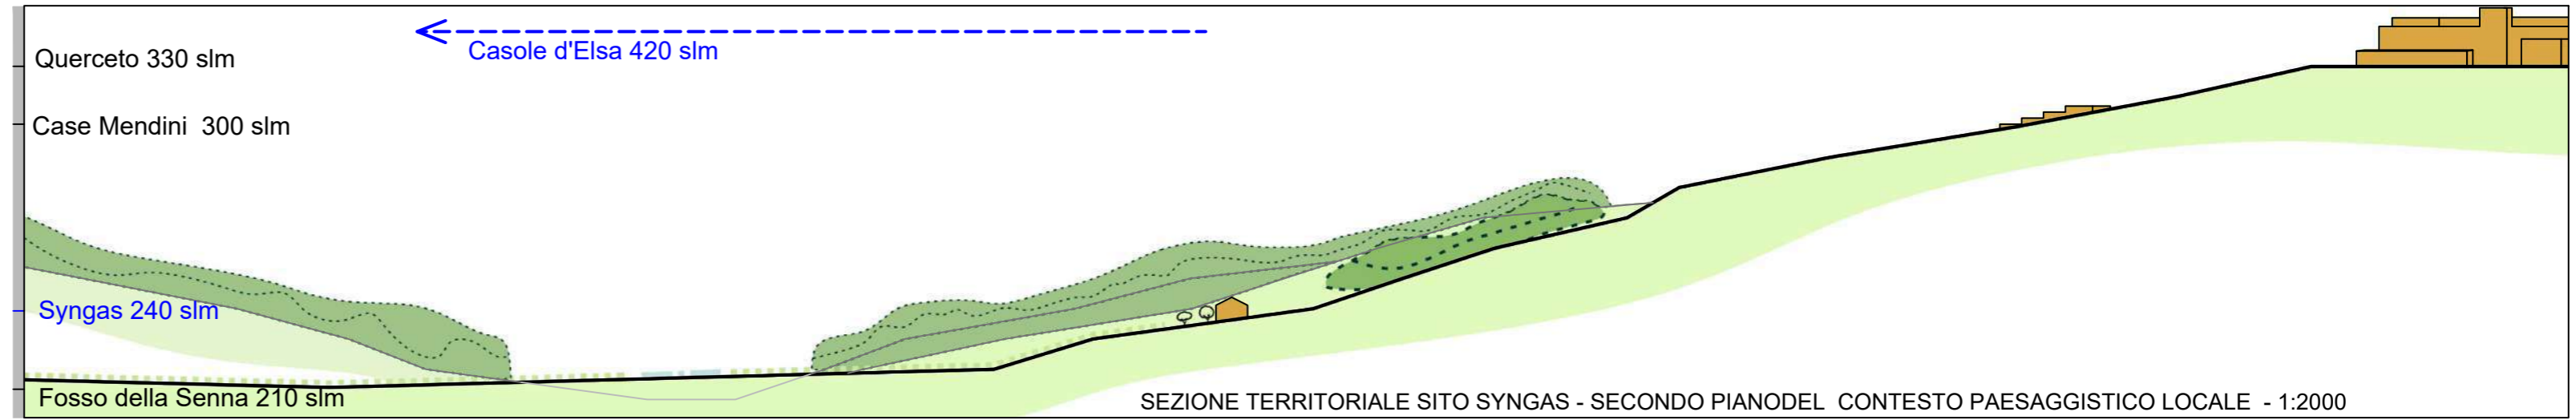 Casole d'Elsa 420 slm
Querceto 330 slm
Case Mendini  300 slm
Syngas 240 slm
Fosso della Senna 210 slm
SEZIONE TERRITORIALE SITO SYNGAS - SECONDO PIANODEL  CONTESTO PAESAGGISTICO LOCALE  - 1:2000